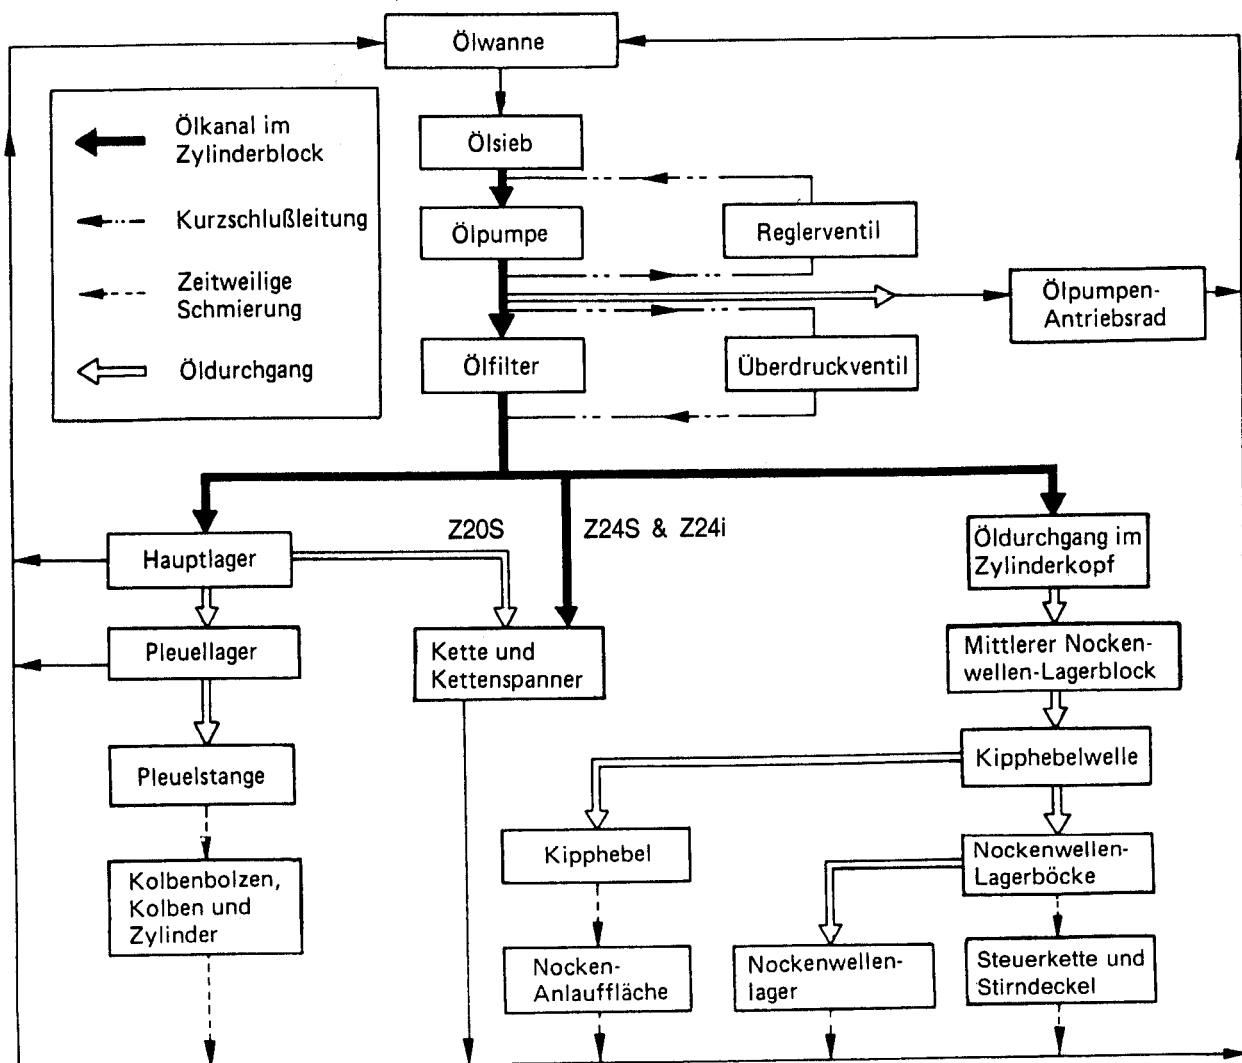 Ölwanne
Ölkanal im
Zylinderblock
Kurzschlußleitung
Zeitweilige
Schmierung
Öldurchgang
Ölsieb
Ölpumpe
Reglerventil
Ölpumpen-
Antriebsrad
Ölfilter
Überdruckventil
Z20S
Z24S & Z24i
Hauptlager
Öldurchgang im
Zylinderkopf
Pleuellager
Kette und
Kettenspanner
Mittlerer Nocken-
wellen-Lagerblock
Pleuelstange
Kipphebelwelle
Kipphebel
Nockenwellen-
Lagerböcke
Kolbenbolzen,
Kolben und
Zylinder
Nocken-
Anlauffläche
Nockenwellen-
lager
Steuerkette und
Stirndeckel